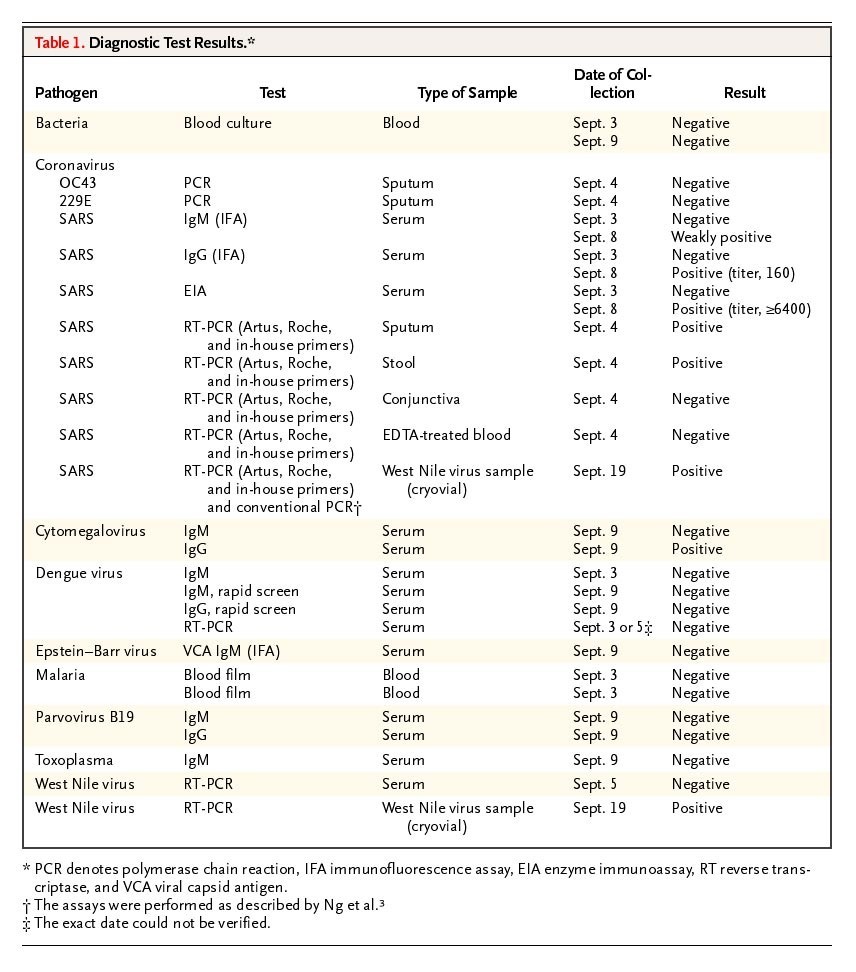 Table 1. Diagnostic Test Results.*
Pathogen Test Type of Sample Date of Col-
lection Result
Bacteria Blood culture Blood Sept. 3 Negative
Sept. 9 Negative
Coronavirus
OC43 PCR Sputum Sept. 4 Negative
229E PCR Sputum Sept. 4 Negative
SARS IgM (IFA) Serum Sept. 3 Negative
Sept. 8 Weakly positive
SARS IgG (IFA) Serum Sept. 3 Negative
Sept. 8 Positive (titer, 160)
SARS EIA Serum Sept. 3 Negative
Sept. 8 Positive (titer, ≥6400)
SARS RT-PCR (Artus, Roche, Sputum Sept. 4 Positive
and in-house primers)
SARS RT-PCR (Artus, Roche, Stool Sept. 4 Positive
and in-house primers)
SARS RT-PCR (Artus, Roche, Conjunctiva Sept. 4 Negative
and in-house primers)
SARS RT-PCR (Artus, Roche, EDTA-treated blood Sept. 4 Negative
and in-house primers)
SARS RT-PCR (Artus, Roche, West Nile virus sample Sept. 19 Positive
and in-house primers) (cryovial)
and conventional PCR†
Cytomegalovirus IgM Serum Sept. 9 Negative
IgG Serum Sept. 9 Positive
Dengue virus IgM Serum Sept. 3 Negative
IgM, rapid screen Serum Sept. 9 Negative
IgG, rapid screen Serum Sept. 9 Negative
RT-PCR Serum Sept. 3 or 5‡ Negative
Epstein–Barr virus VCA IgM (IFA) Serum Sept. 9 Negative
Malaria Blood film Blood Sept. 3 Negative
Blood film Blood Sept. 3 Negative
Parvovirus B19 IgM Serum Sept. 9 Negative
IgG Serum Sept. 9 Negative
Toxoplasma IgM Serum Sept. 9 Negative
West Nile virus RT-PCR Serum Sept. 5 Negative
West Nile virus RT-PCR West Nile virus sample Sept. 19 Positive
(cryovial)
* PCR denotes polymerase chain reaction, IFA immunofluorescence assay, EIA enzyme immunoassay, RT reverse trans-
criptase, and VCA viral capsid antigen.
† The assays were performed as described by Ng et al.³
‡ The exact date could not be verified.